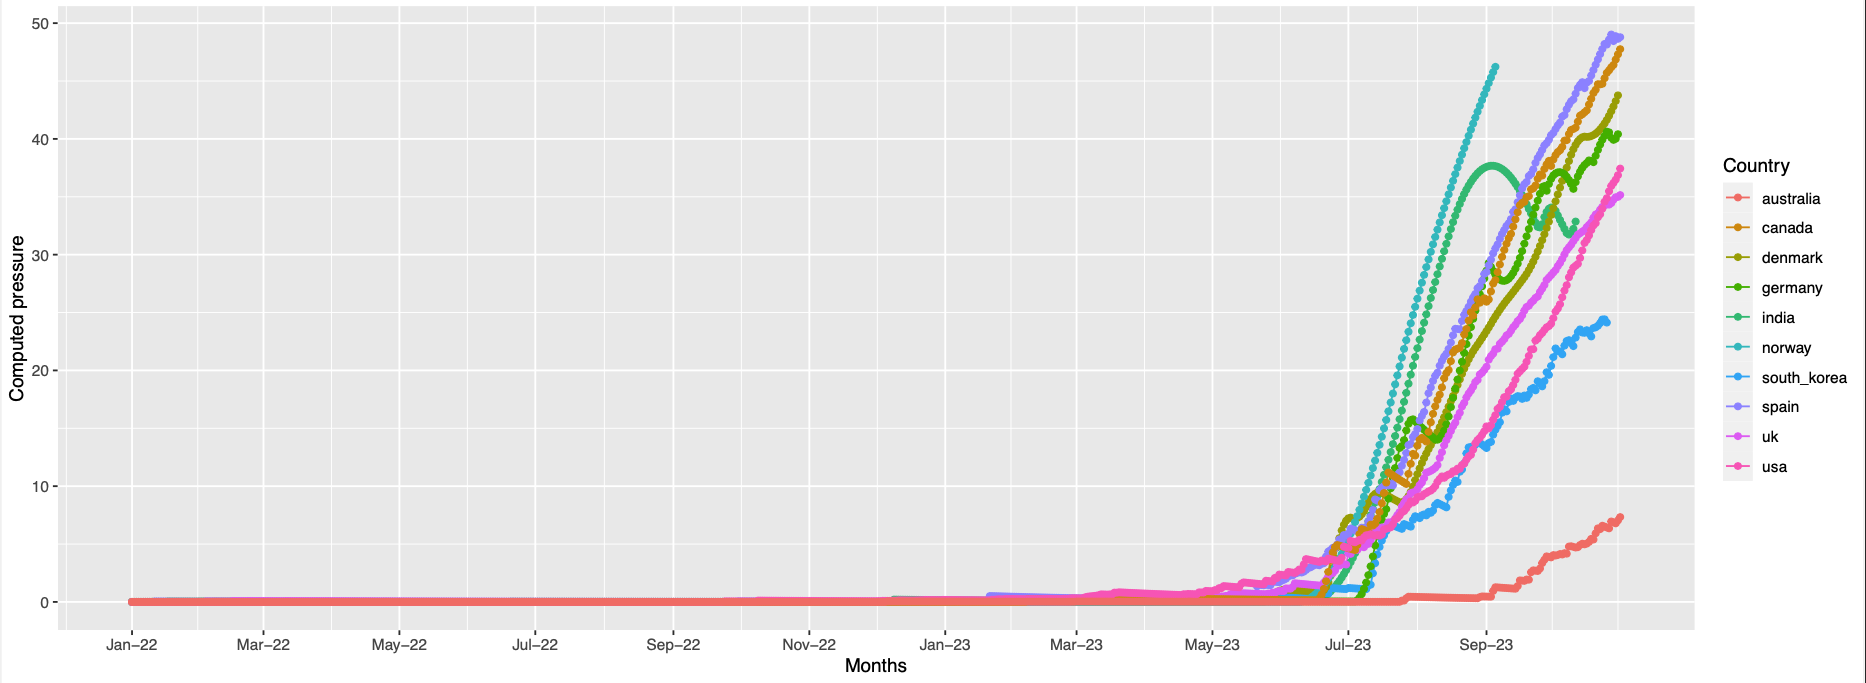 50
40
30
20
10
0
Computed pressure
Jan–22 Mar–22 May–22 Jul–22 Sep–22 Nov–22 Jan–23 Mar–23 May–23 Jul–23 Sep–23
Months
Country
australia
canada
denmark
germany
india
norway
south_korea
spain
uk
usa